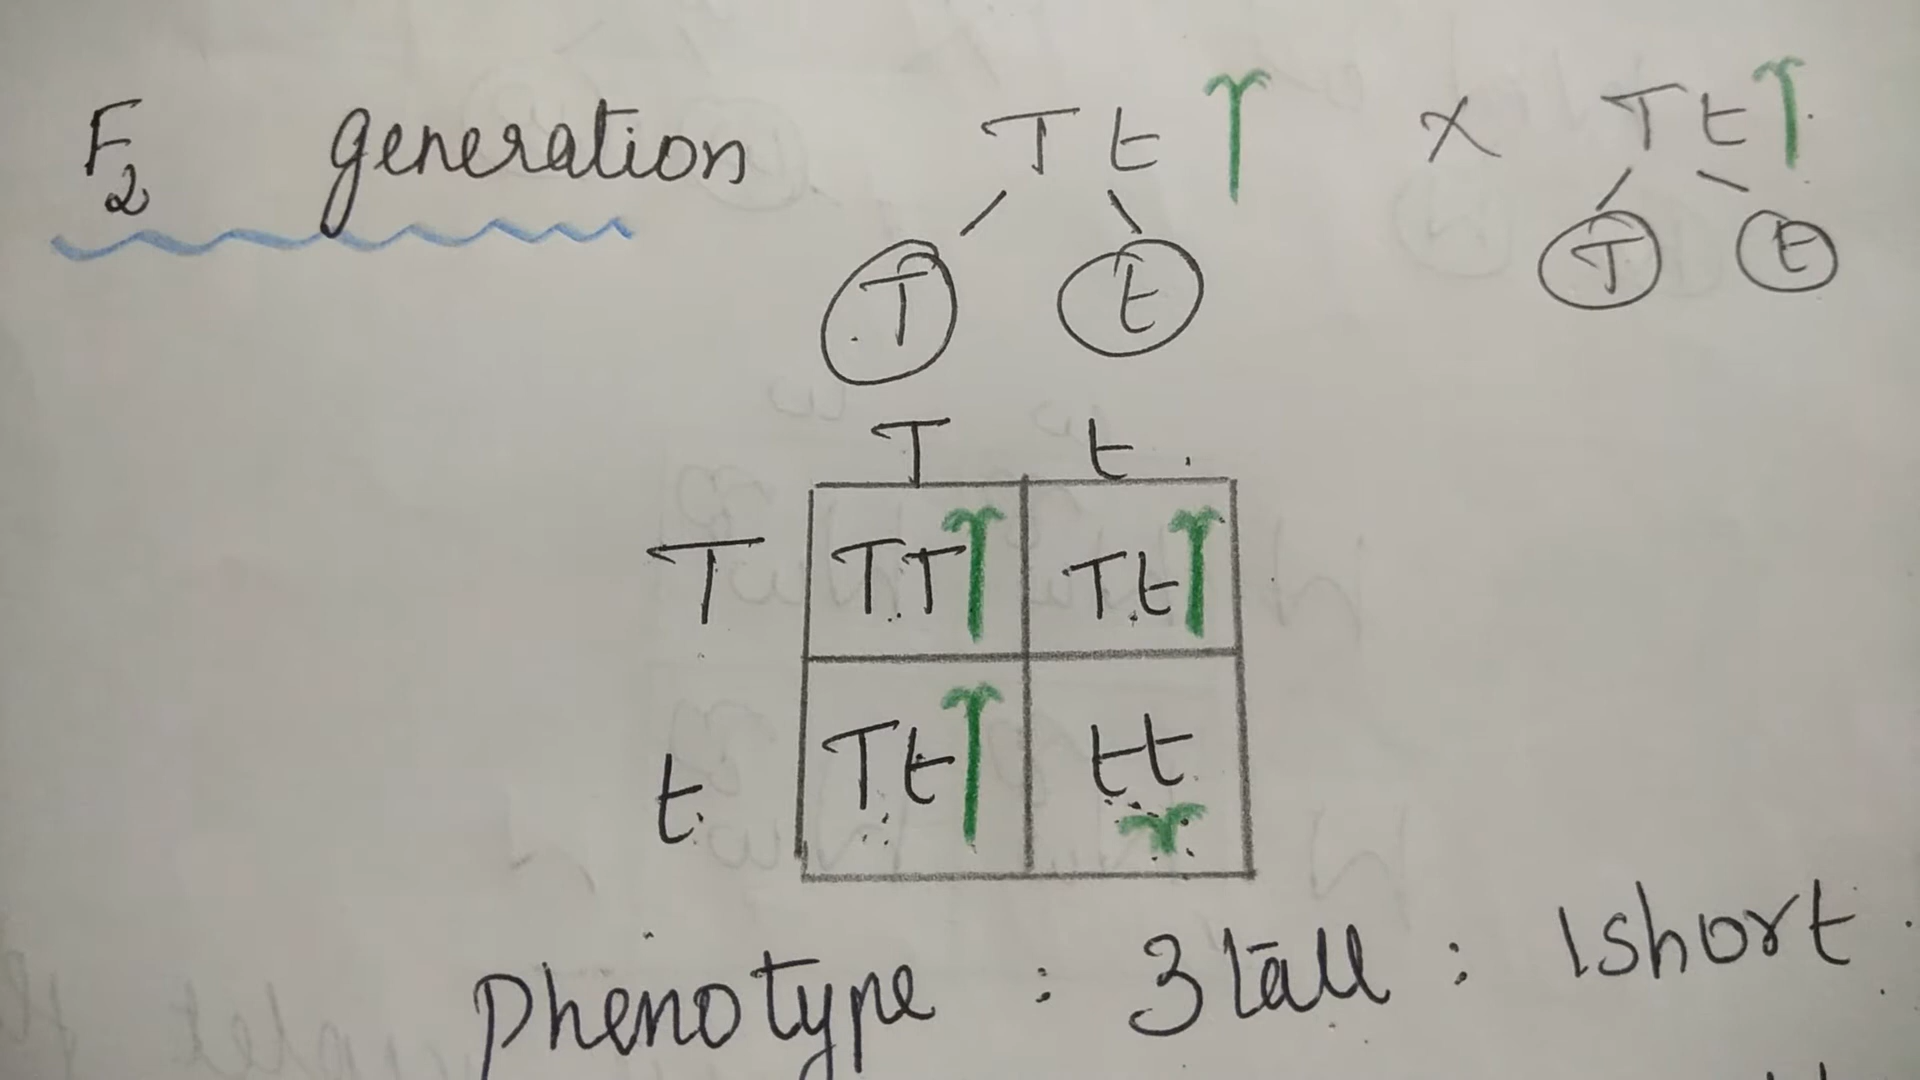 F2 generation Tt x Tt
T t T t
T t
T TT Tt
t Tt tt
Phenotype : 3 tall : 1 short